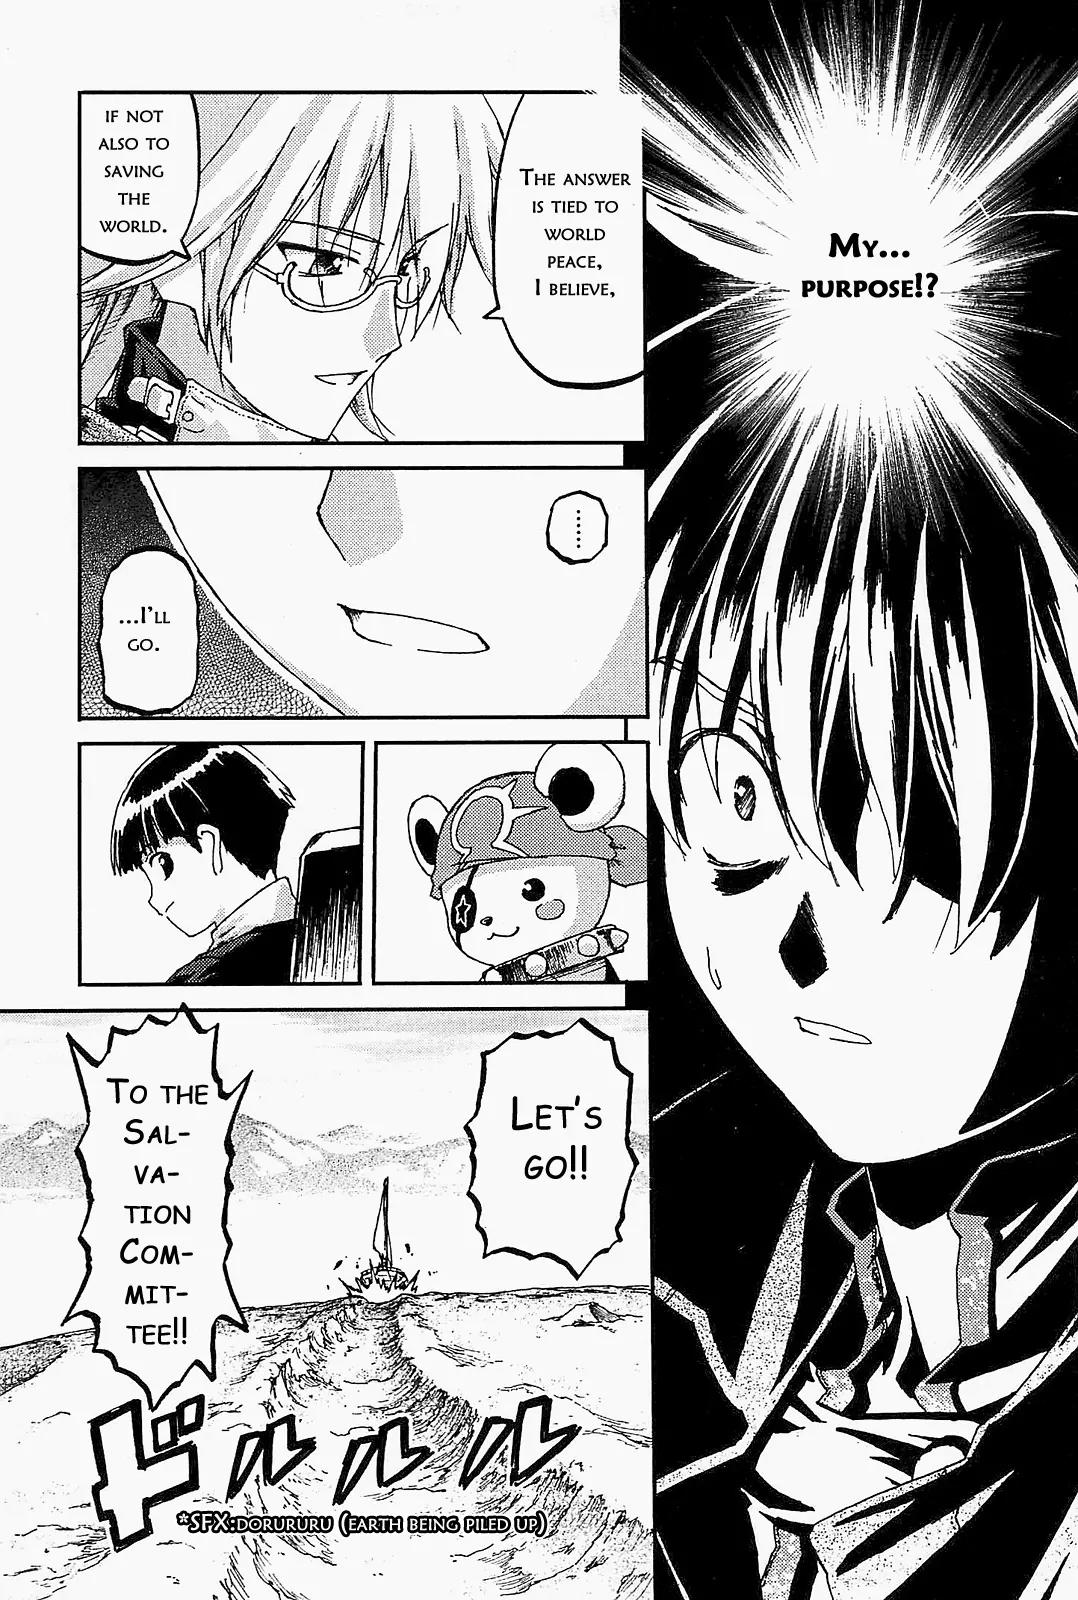 My...
purpose!?
The answer
is tied to
world
peace,
I believe,
if not
also to
saving
the
world.
......
...I'll
go.
Let's
go!!
To the
Sal-
va-
tion
Com-
mit-
tee!!
ドルルル
*SFX:dorururu (earth being piled up)